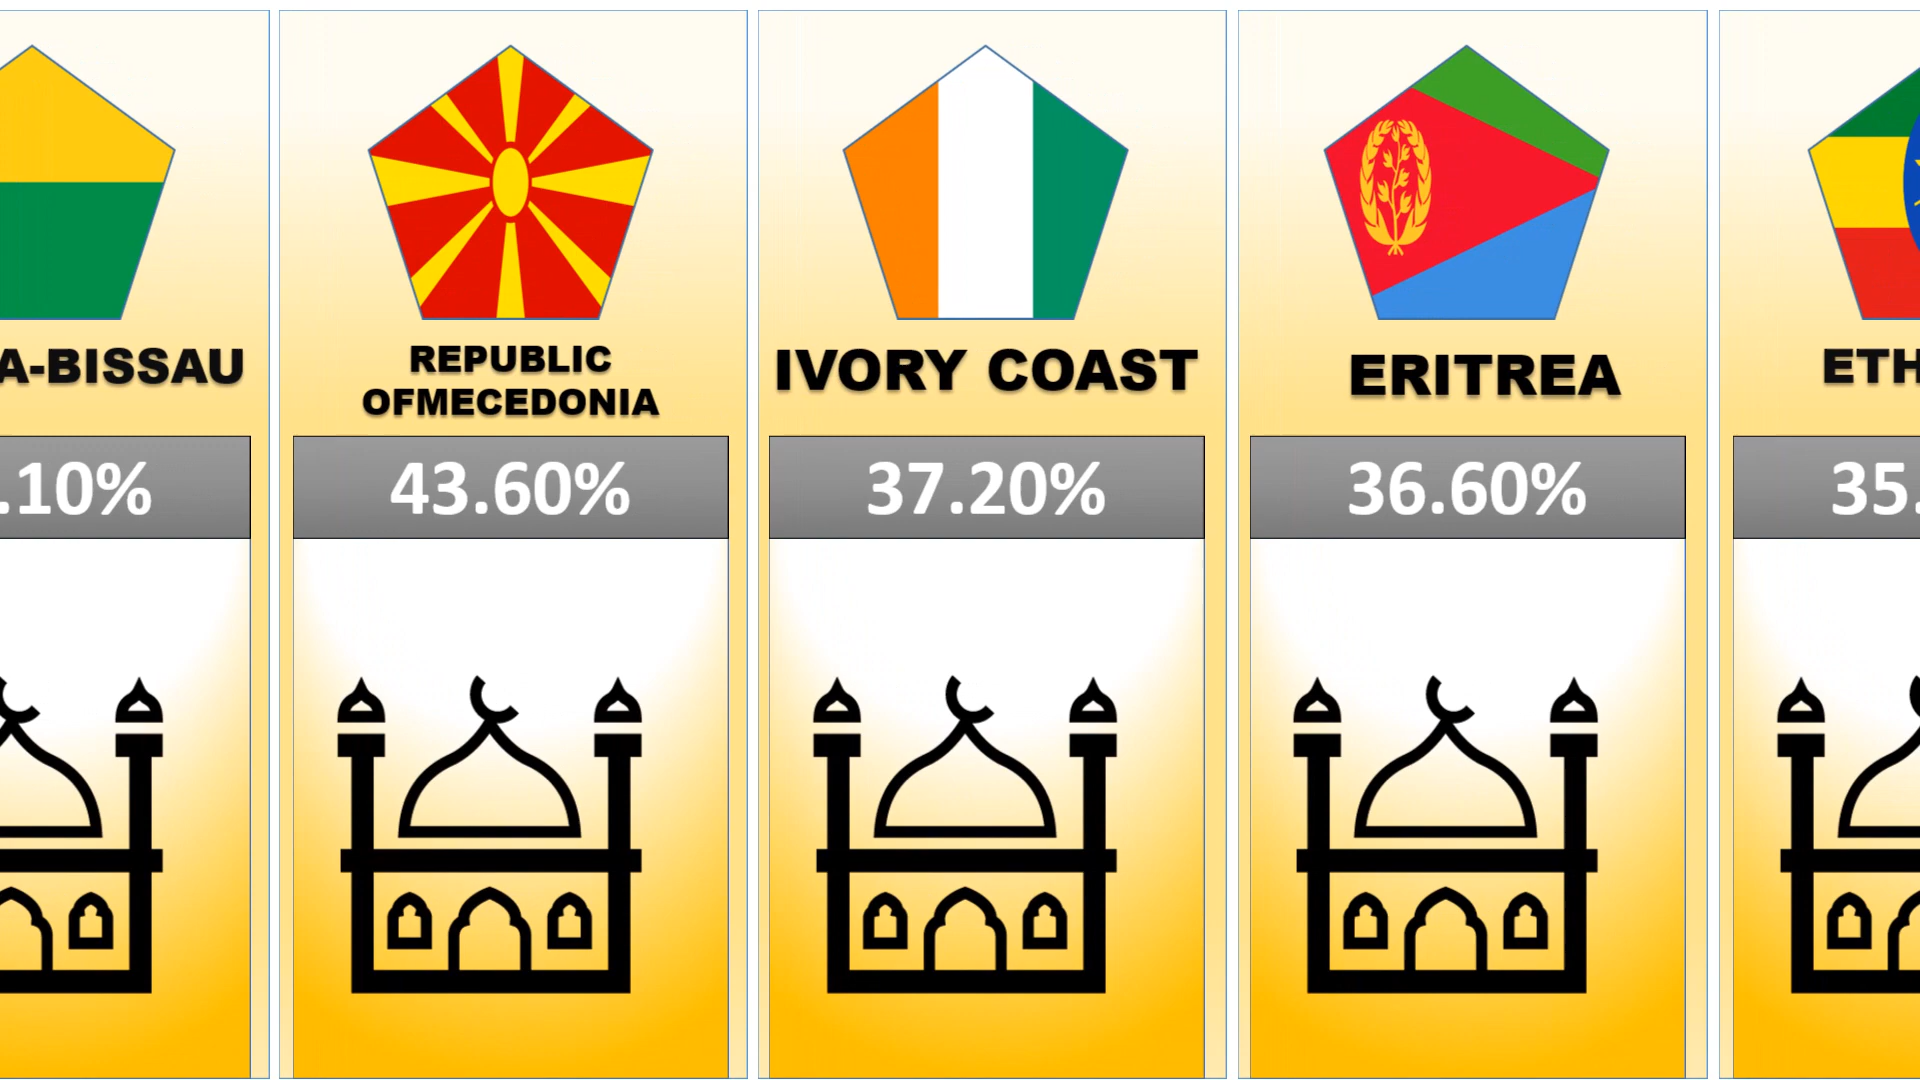 A-BISSAU
.10%
REPUBLIC
OFMECEDONIA
43.60%
IVORY COAST
37.20%
ERITREA
36.60%
ETH
35.